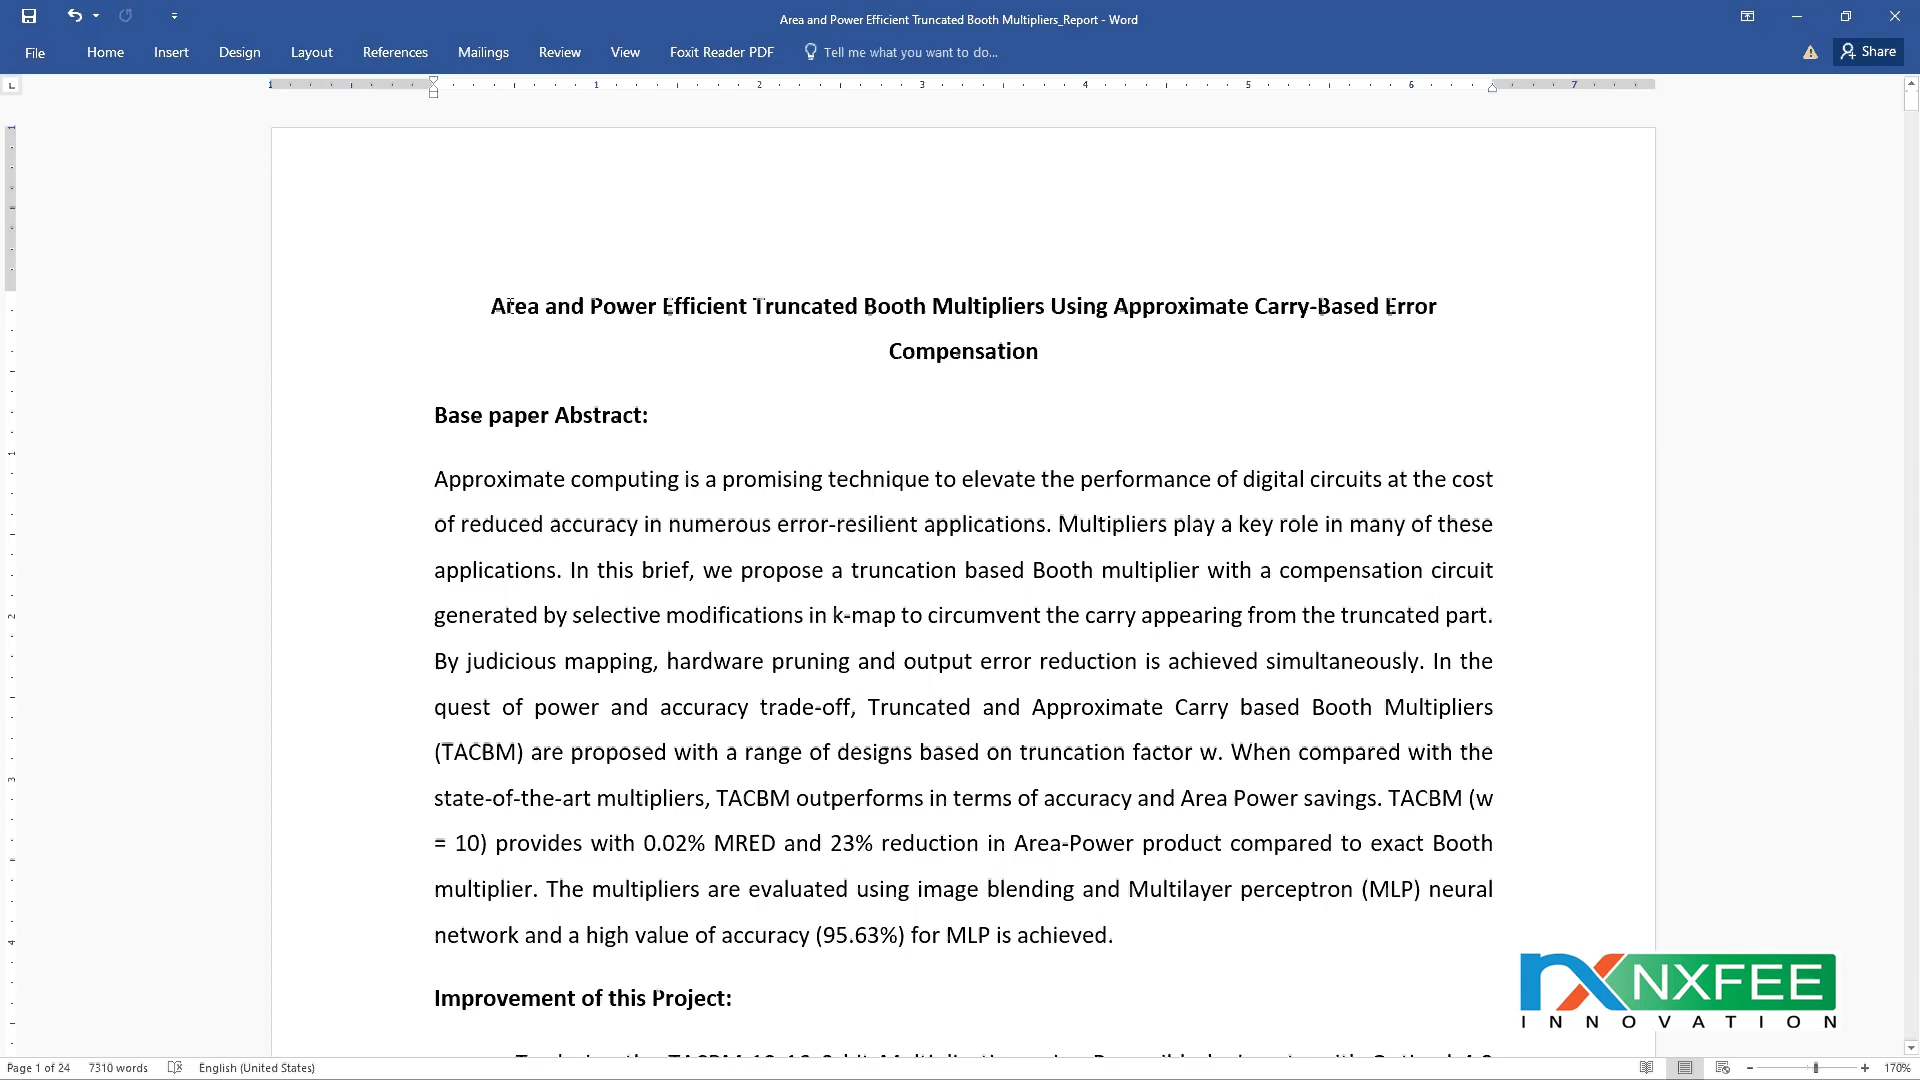 Area and Power Efficient Truncated Booth Multipliers_Report - Word
File Home Insert Design Layout References Mailings Review View Foxit Reader PDF Tell me what you want to do... Share
1 1 2 3 4 5 6 7
Area and Power Efficient Truncated Booth Multipliers Using Approximate Carry-Based Error
Compensation
Base paper Abstract:
Approximate computing is a promising technique to elevate the performance of digital circuits at the cost
of reduced accuracy in numerous error-resilient applications. Multipliers play a key role in many of these
applications. In this brief, we propose a truncation based Booth multiplier with a compensation circuit
generated by selective modifications in k-map to circumvent the carry appearing from the truncated part.
By judicious mapping, hardware pruning and output error reduction is achieved simultaneously. In the
quest of power and accuracy trade-off, Truncated and Approximate Carry based Booth Multipliers
(TACBM) are proposed with a range of designs based on truncation factor w. When compared with the
state-of-the-art multipliers, TACBM outperforms in terms of accuracy and Area Power savings. TACBM (w
= 10) provides with 0.02% MRED and 23% reduction in Area-Power product compared to exact Booth
multiplier. The multipliers are evaluated using image blending and Multilayer perceptron (MLP) neural
network and a high value of accuracy (95.63%) for MLP is achieved.
Improvement of this Project:
NXFEE
INNOVATION
Page 1 of 24 7310 words English (United States) 170%